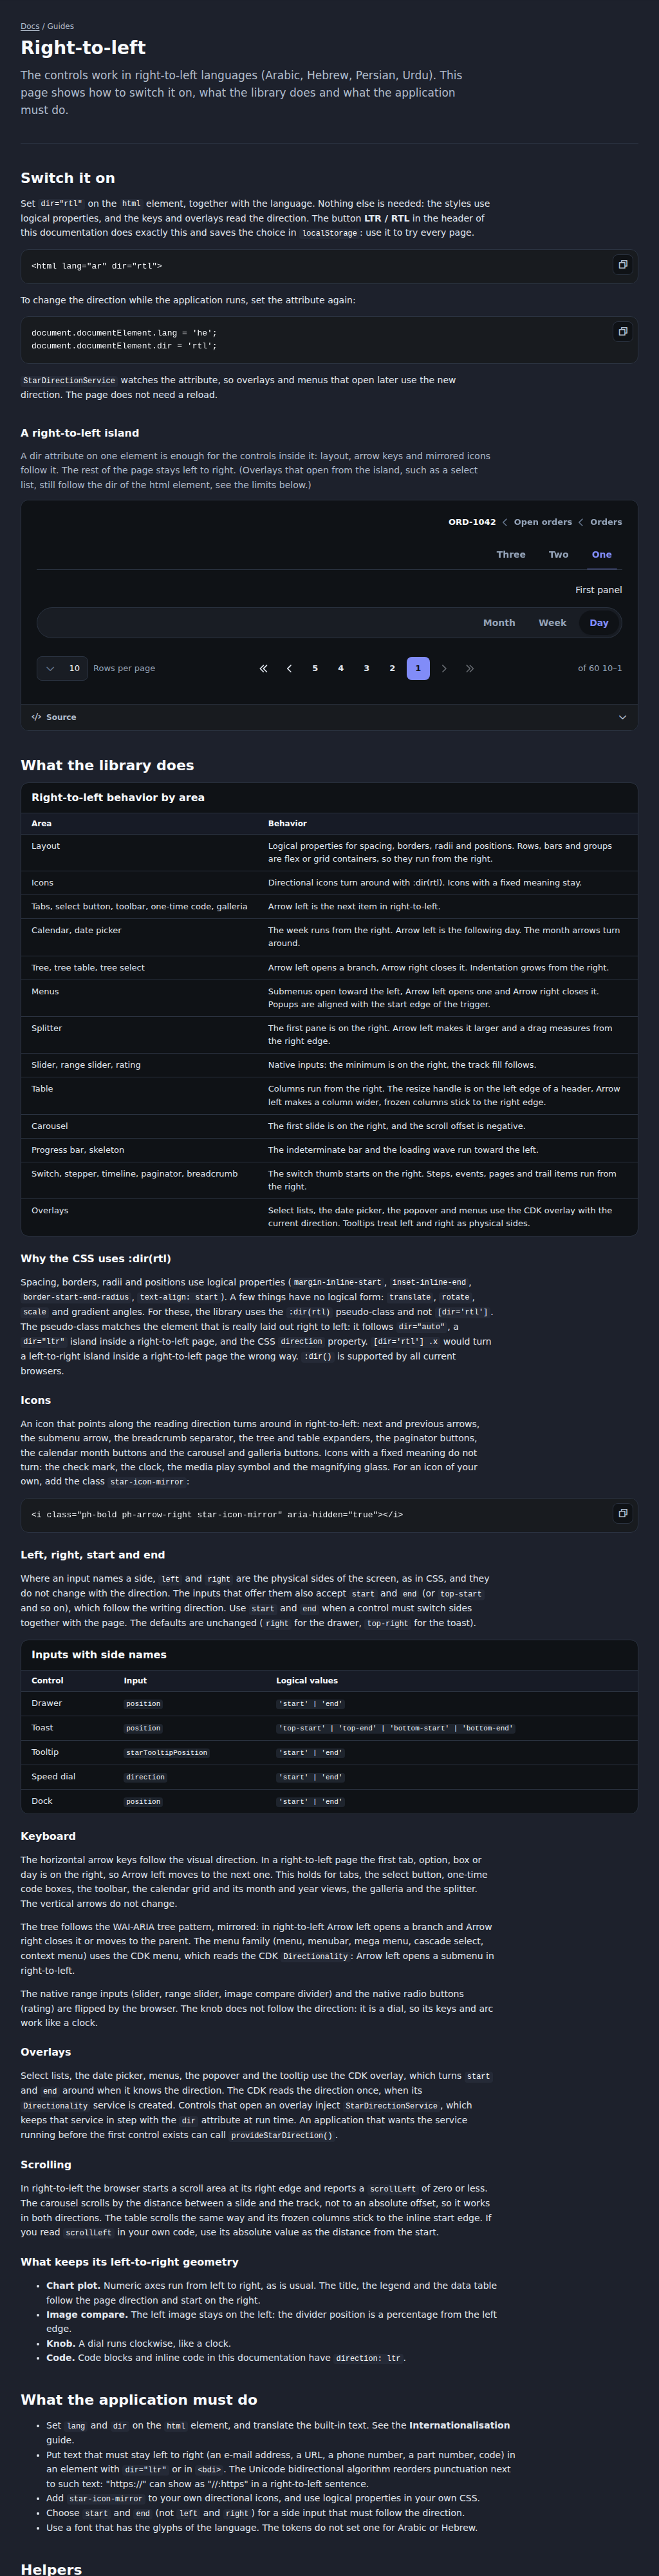 Docs / Guides
Right-to-left
The controls work in right-to-left languages (Arabic, Hebrew, Persian, Urdu). This
page shows how to switch it on, what the library does and what the application
must do.
Switch it on
Set dir="rtl" on the html element, together with the language. Nothing else is needed: the styles use
logical properties, and the keys and overlays read the direction. The button LTR / RTL in the header of
this documentation does exactly this and saves the choice in localStorage: use it to try every page.
<html lang="ar" dir="rtl">
To change the direction while the application runs, set the attribute again:
document.documentElement.lang = 'he';
document.documentElement.dir = 'rtl';
StarDirectionService watches the attribute, so overlays and menus that open later use the new
direction. The page does not need a reload.
A right-to-left island
A dir attribute on one element is enough for the controls inside it: layout, arrow keys and mirrored icons
follow it. The rest of the page stays left to right. (Overlays that open from the island, such as a select
list, still follow the dir of the html element, see the limits below.)
ORD-1042 Open orders Orders
Three Two One
First panel
Month Week Day
10 Rows per page 5 4 3 2 1 of 60 10–1
Source
What the library does
Right-to-left behavior by area
Area Behavior
Layout Logical properties for spacing, borders, radii and positions. Rows, bars and groups
are flex or grid containers, so they run from the right.
Icons Directional icons turn around with :dir(rtl). Icons with a fixed meaning stay.
Tabs, select button, toolbar, one-time code, galleria Arrow left is the next item in right-to-left.
Calendar, date picker The week runs from the right. Arrow left is the following day. The month arrows turn
around.
Tree, tree table, tree select Arrow left opens a branch, Arrow right closes it. Indentation grows from the right.
Menus Submenus open toward the left, Arrow left opens one and Arrow right closes it.
Popups are aligned with the start edge of the trigger.
Splitter The first pane is on the right. Arrow left makes it larger and a drag measures from
the right edge.
Slider, range slider, rating Native inputs: the minimum is on the right, the track fill follows.
Table Columns run from the right. The resize handle is on the left edge of a header, Arrow
left makes a column wider, frozen columns stick to the right edge.
Carousel The first slide is on the right, and the scroll offset is negative.
Progress bar, skeleton The indeterminate bar and the loading wave run toward the left.
Switch, stepper, timeline, paginator, breadcrumb The switch thumb starts on the right. Steps, events, pages and trail items run from
the right.
Overlays Select lists, the date picker, the popover and menus use the CDK overlay with the
current direction. Tooltips treat left and right as physical sides.
Why the CSS uses :dir(rtl)
Spacing, borders, radii and positions use logical properties (margin-inline-start, inset-inline-end,
border-start-end-radius, text-align: start). A few things have no logical form: translate, rotate,
scale and gradient angles. For these, the library uses the :dir(rtl) pseudo-class and not [dir='rtl'].
The pseudo-class matches the element that is really laid out right to left: it follows dir="auto", a
dir="ltr" island inside a right-to-left page, and the CSS direction property. [dir='rtl'] .x would turn
a left-to-right island inside a right-to-left page the wrong way. :dir() is supported by all current
browsers.
Icons
An icon that points along the reading direction turns around in right-to-left: next and previous arrows,
the submenu arrow, the breadcrumb separator, the tree and table expanders, the paginator buttons,
the calendar month buttons and the carousel and galleria buttons. Icons with a fixed meaning do not
turn: the check mark, the clock, the media play symbol and the magnifying glass. For an icon of your
own, add the class star-icon-mirror:
<i class="ph-bold ph-arrow-right star-icon-mirror" aria-hidden="true"></i>
Left, right, start and end
Where an input names a side, left and right are the physical sides of the screen, as in CSS, and they
do not change with the direction. The inputs that offer them also accept start and end (or top-start
and so on), which follow the writing direction. Use start and end when a control must switch sides
together with the page. The defaults are unchanged (right for the drawer, top-right for the toast).
Inputs with side names
Control Input Logical values
Drawer position 'start' | 'end'
Toast position 'top-start' | 'top-end' | 'bottom-start' | 'bottom-end'
Tooltip starTooltipPosition 'start' | 'end'
Speed dial direction 'start' | 'end'
Dock position 'start' | 'end'
Keyboard
The horizontal arrow keys follow the visual direction. In a right-to-left page the first tab, option, box or
day is on the right, so Arrow left moves to the next one. This holds for tabs, the select button, one-time
code boxes, the toolbar, the calendar grid and its month and year views, the galleria and the splitter.
The vertical arrows do not change.
The tree follows the WAI-ARIA tree pattern, mirrored: in right-to-left Arrow left opens a branch and Arrow
right closes it or moves to the parent. The menu family (menu, menubar, mega menu, cascade select,
context menu) uses the CDK menu, which reads the CDK Directionality: Arrow left opens a submenu in
right-to-left.
The native range inputs (slider, range slider, image compare divider) and the native radio buttons
(rating) are flipped by the browser. The knob does not follow the direction: it is a dial, so its keys and arc
work like a clock.
Overlays
Select lists, the date picker, menus, the popover and the tooltip use the CDK overlay, which turns start
and end around when it knows the direction. The CDK reads the direction once, when its
Directionality service is created. Controls that open an overlay inject StarDirectionService, which
keeps that service in step with the dir attribute at run time. An application that wants the service
running before the first control exists can call provideStarDirection().
Scrolling
In right-to-left the browser starts a scroll area at its right edge and reports a scrollLeft of zero or less.
The carousel scrolls by the distance between a slide and the track, not to an absolute offset, so it works
in both directions. The table scrolls the same way and its frozen columns stick to the inline start edge. If
you read scrollLeft in your own code, use its absolute value as the distance from the start.
What keeps its left-to-right geometry
• Chart plot. Numeric axes run from left to right, as is usual. The title, the legend and the data table
follow the page direction and start on the right.
• Image compare. The left image stays on the left: the divider position is a percentage from the left
edge.
• Knob. A dial runs clockwise, like a clock.
• Code. Code blocks and inline code in this documentation have direction: ltr.
What the application must do
• Set lang and dir on the html element, and translate the built-in text. See the Internationalisation
guide.
• Put text that must stay left to right (an e-mail address, a URL, a phone number, a part number, code) in
an element with dir="ltr" or in <bdi>. The Unicode bidirectional algorithm reorders punctuation next
to such text: "https://" can show as "//:https" in a right-to-left sentence.
• Add star-icon-mirror to your own directional icons, and use logical properties in your own CSS.
• Choose start and end (not left and right) for a side input that must follow the direction.
• Use a font that has the glyphs of the language. The tokens do not set one for Arabic or Hebrew.
Helpers